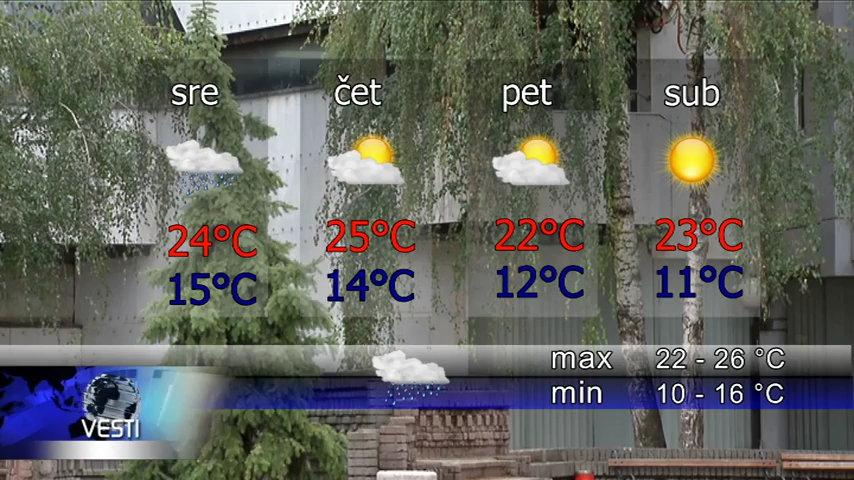 sre čet pet sub
24°C 25°C 22°C 23°C
15°C 14°C 12°C 11°C
max 22 - 26 °C
min 10 - 16 °C
VESTI